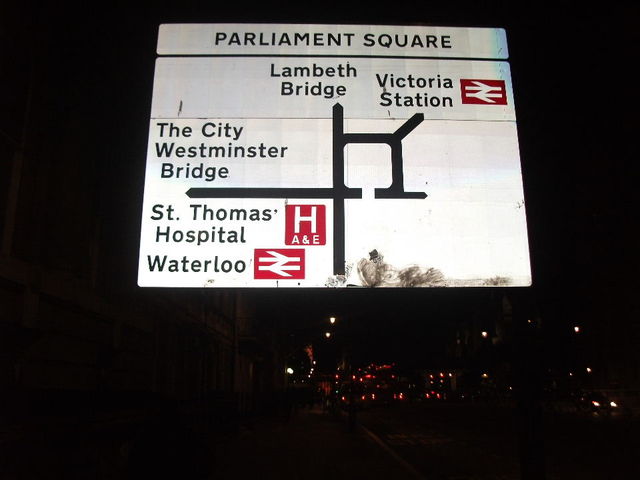 PARLIAMENT SQUARE
Lambeth
Bridge
Victoria
Station
The City
Westminster
Bridge
St. Thomas'
Hospital
H
A&E
Waterloo